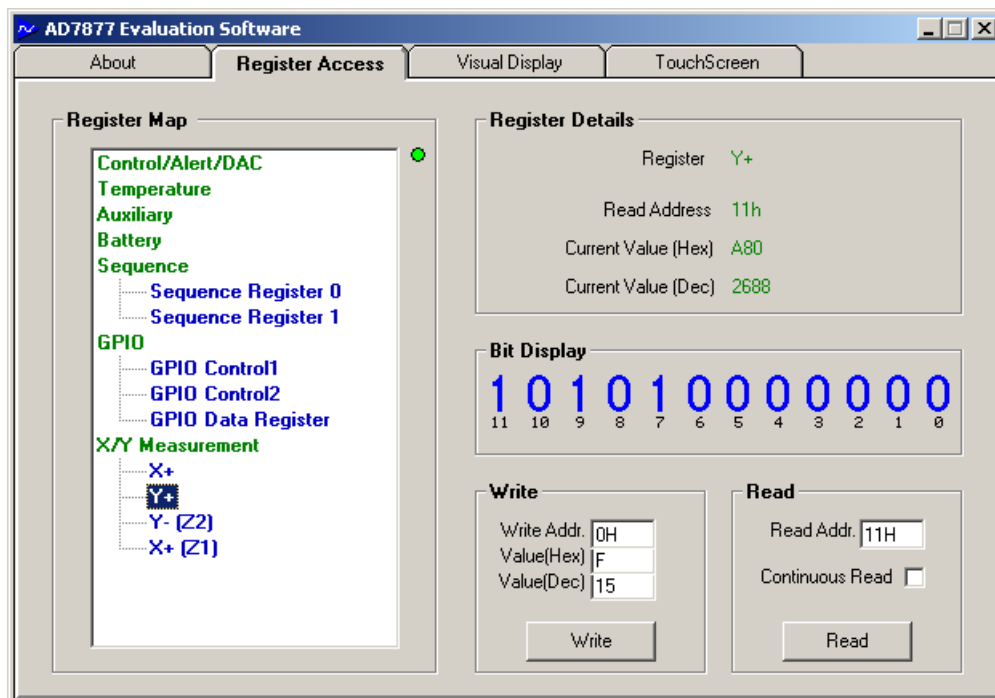 AD7877 Evaluation Software
About Register Access Visual Display TouchScreen
Register Map
Control/Alert/DAC
Temperature
Auxiliary
Battery
Sequence
Sequence Register 0
Sequence Register 1
GPIO
GPIO Control1
GPIO Control2
GPIO Data Register
X/Y Measurement
X+
Y+
Y- (Z2)
X+ (Z1)
Register Details
Register Y+
Read Address 11h
Current Value (Hex) A80
Current Value (Dec) 2688
Bit Display
1 0 1 0 1 0 0 0 0 0 0 0
11 10 9 8 7 6 5 4 3 2 1 0
Write
Write Addr. 0H
Value(Hex) F
Value(Dec) 15
Write
Read
Read Addr. 11H
Continuous Read
Read